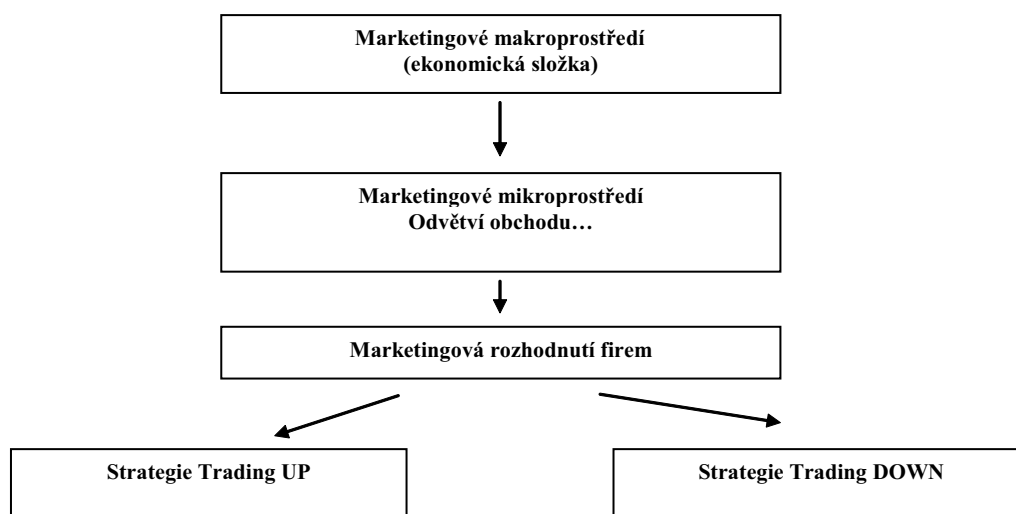 Marketingové makroprostředí
(ekonomická složka)
Marketingové mikroprostředí
Odvětví obchodu…
Marketingová rozhodnutí firem
Strategie Trading UP
Strategie Trading DOWN